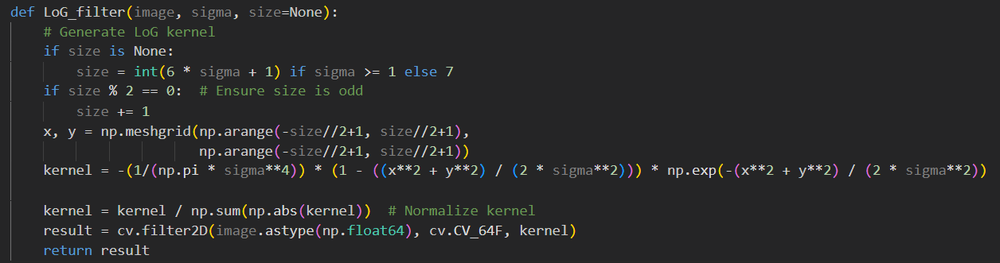 def LoG_filter(image, sigma, size=None):
    # Generate LoG kernel
    if size is None:
        size = int(6 * sigma + 1) if sigma >= 1 else 7
    if size % 2 == 0:  # Ensure size is odd
        size += 1
    x, y = np.meshgrid(np.arange(-size//2+1, size//2+1),
                       np.arange(-size//2+1, size//2+1))
    kernel = -(1/(np.pi * sigma**4)) * (1 - ((x**2 + y**2) / (2 * sigma**2))) * np.exp(-(x**2 + y**2) / (2 * sigma**2))
    kernel = kernel / np.sum(np.abs(kernel))  # Normalize kernel
    result = cv.filter2D(image.astype(np.float64), cv.CV_64F, kernel)
    return result